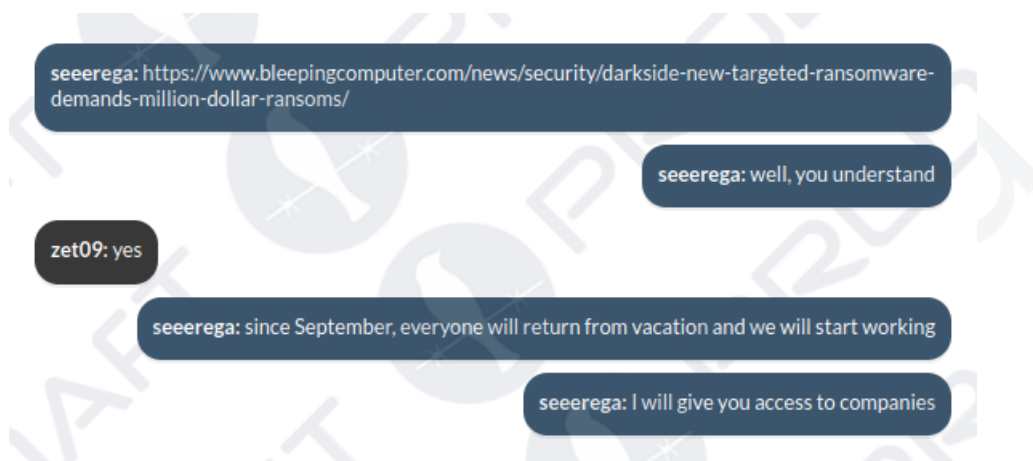 seeerega: https://www.bleepingcomputer.com/news/security/darkside-new-targeted-ransomware-
demands-million-dollar-ransoms/
seeerega: well, you understand
zet09: yes
seeerega: since September, everyone will return from vacation and we will start working
seeerega: I will give you access to companies